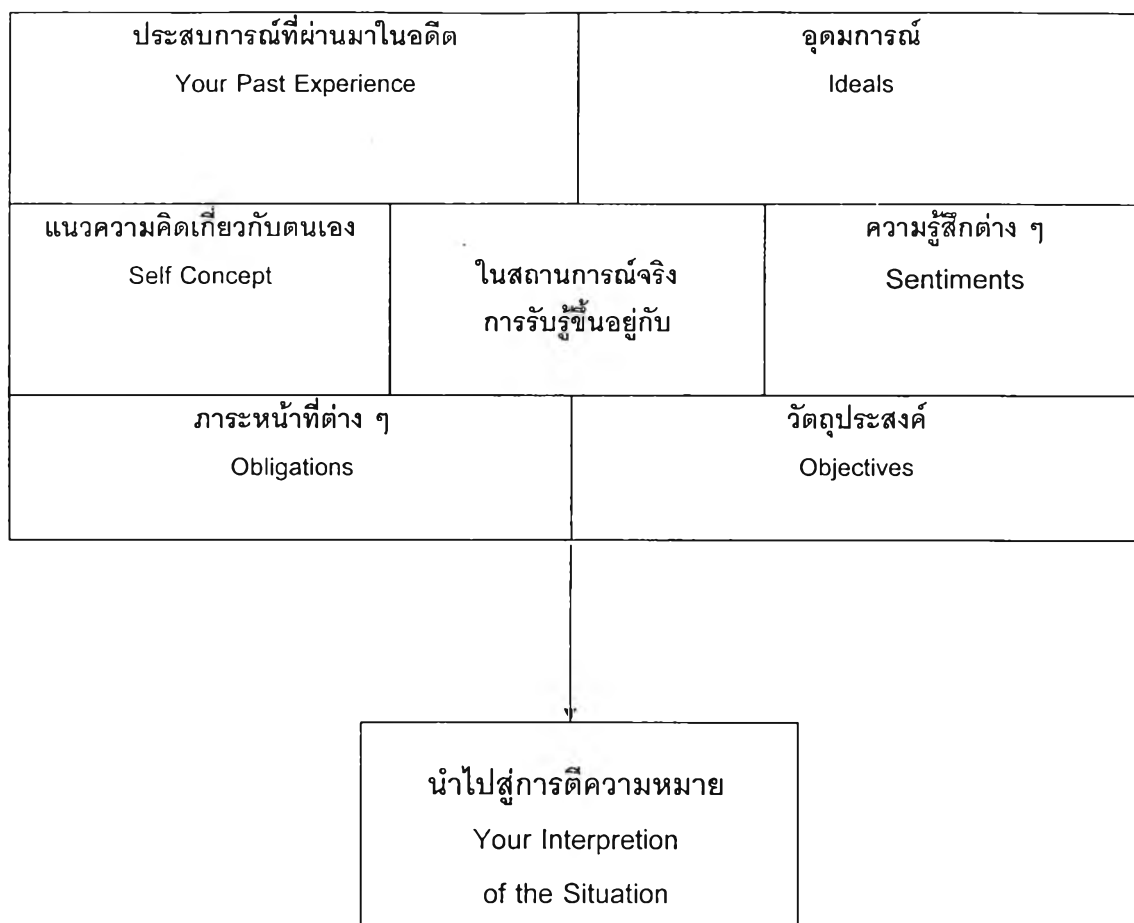 ประสบการณ์ที่ผ่านมาในอดีต
Your Past Experience
อุดมการณ์
Ideals
แนวความคิดเกี่ยวกับตนเอง
Self Concept
ในสถานการณ์จริง
การรับรู้ขึ้นอยู่กับ
ความรู้สึกต่าง ๆ
Sentiments
ภาระหน้าที่ต่าง ๆ
Obligations
วัตถุประสงค์
Objectives
นำไปสู่การตีความหมาย
Your Interpretion
of the Situation